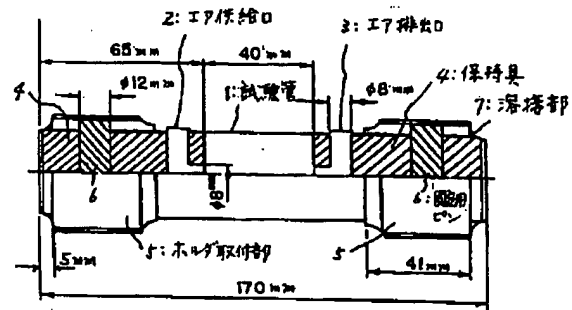 2:エア供給口
3:エア排出口
65mm
40mm
φ12mm
1:試験管
φ8mm
4:保持具
4
7:溶接部
6
φ8mm
6:固定用
ピン
5
5:ホルダ取付部
5mm
41mm
170mm